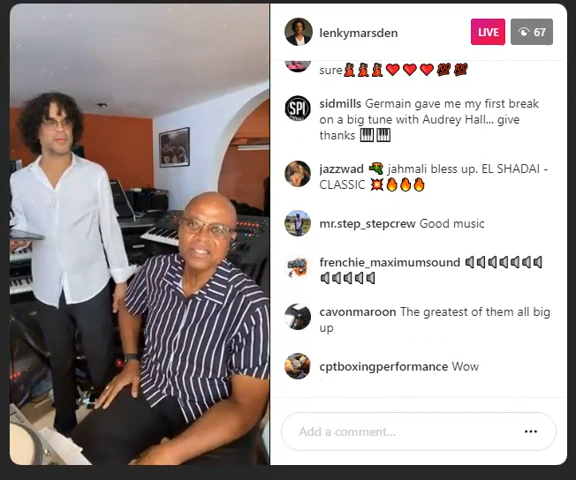 lenkymarsden
LIVE
67
sure
SPI
sidmills Germain gave me my first break
on a big tune with Audrey Hall... give
thanks
jazzwad jahmali bless up. EL SHADAI -
CLASSIC
mr.step_stepcrew Good music
frenchie_maximumsound
cavonmaroon The greatest of them all big
up
cptboxingperformance Wow
Add a comment...